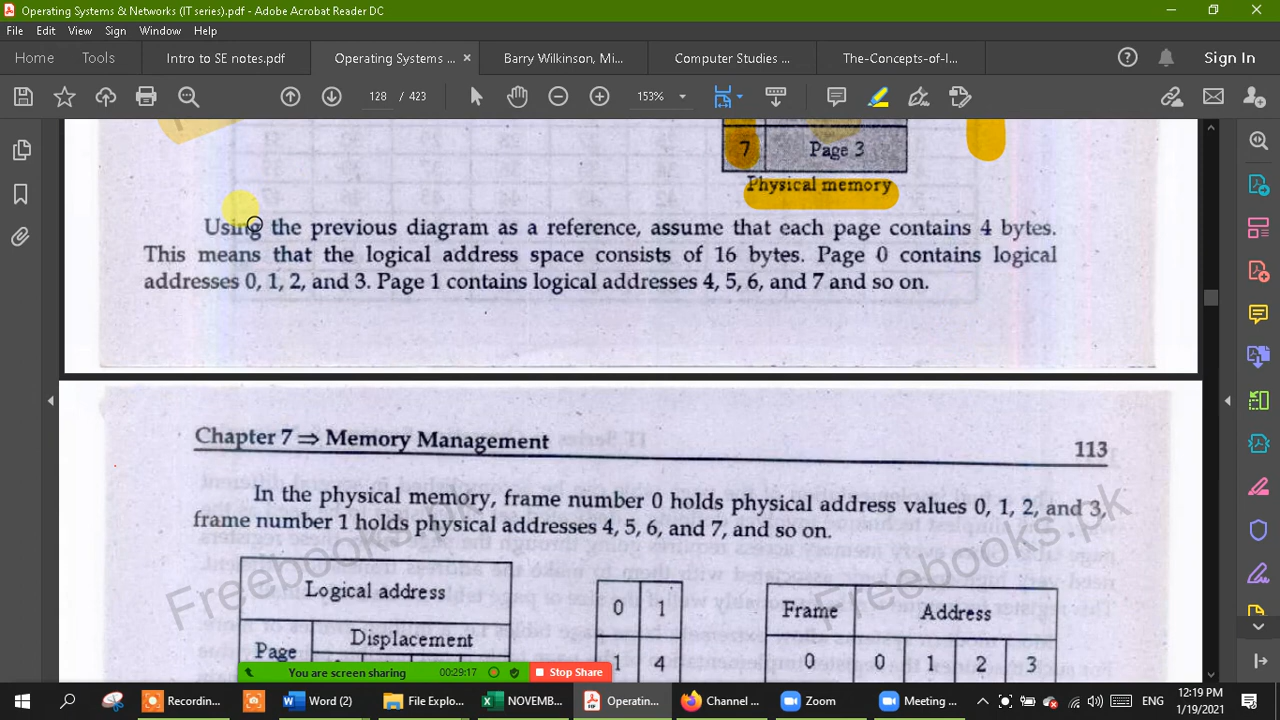 Operating Systems & Networks (IT series).pdf - Adobe Acrobat Reader DC
File Edit View Sign Window Help
Home Tools Intro to SE notes.pdf Operating Systems ... × Barry Wilkinson, Mi... Computer Studies ... The-Concepts-of-I... Sign In
128 / 423 153%
7 Page 3
Physical memory
Using the previous diagram as a reference, assume that each page contains 4 bytes.
This means that the logical address space consists of 16 bytes. Page 0 contains logical
addresses 0, 1, 2, and 3. Page 1 contains logical addresses 4, 5, 6, and 7 and so on.
Chapter 7 ⇒ Memory Management 113
In the physical memory, frame number 0 holds physical address values 0, 1, 2, and 3,
frame number 1 holds physical addresses 4, 5, 6, and 7, and so on.
Freebooks.pk Freebooks.pk
Logical address
0 1 Frame Address
Page Displacement
1 4 0 0 1 2 3
You are screen sharing 00:29:17 Stop Share
Recordin... Word (2) File Explo... NOVEMB... Operatin... Channel ... Zoom Meeting ... ENG 12:19 PM
1/19/2021